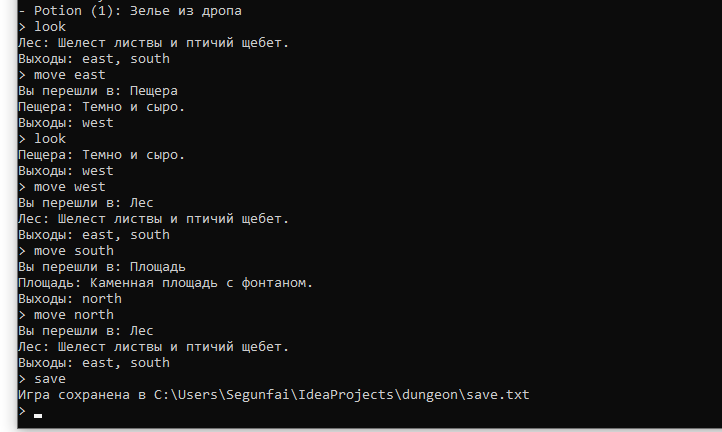 - Potion (1): Зелье из дропа
> look
Лес: Шелест листвы и птичий щебет.
Выходы: east, south
> move east
Вы перешли в: Пещера
Пещера: Темно и сыро.
Выходы: west
> look
Пещера: Темно и сыро.
Выходы: west
> move west
Вы перешли в: Лес
Лес: Шелест листвы и птичий щебет.
Выходы: east, south
> move south
Вы перешли в: Площадь
Площадь: Каменная площадь с фонтаном.
Выходы: north
> move north
Вы перешли в: Лес
Лес: Шелест листвы и птичий щебет.
Выходы: east, south
> save
Игра сохранена в C:\Users\Segunfai\IdeaProjects\dungeon\save.txt
>